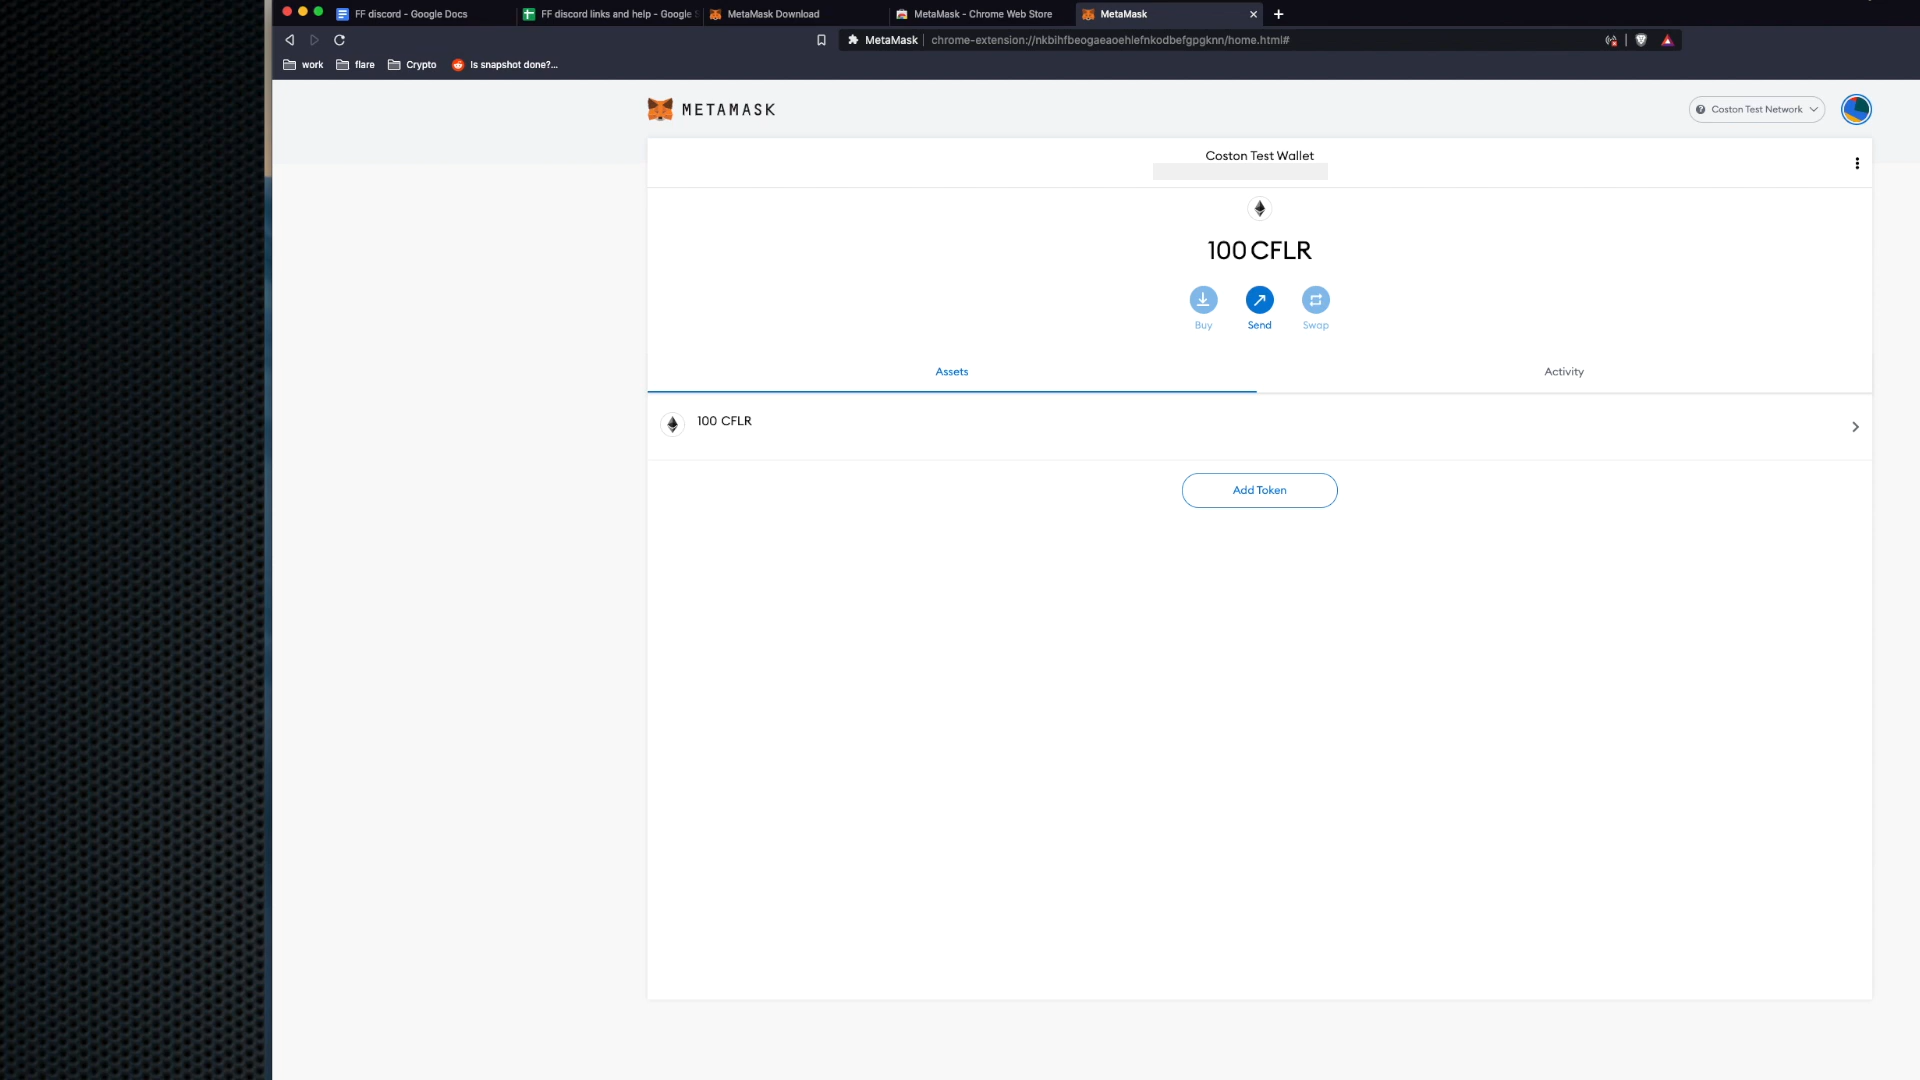 FF discord - Google Docs
FF discord links and help - Google
MetaMask Download
MetaMask - Chrome Web Store
MetaMask
MetaMask
chrome-extension://nkbihfbeogaeaoehlefnkodbefgpgknn/home.html#
work
flare
Crypto
Is snapshot done?...
METAMASK
Coston Test Network
Coston Test Wallet
100 CFLR
Buy
Send
Swap
Assets
Activity
100 CFLR
Add Token